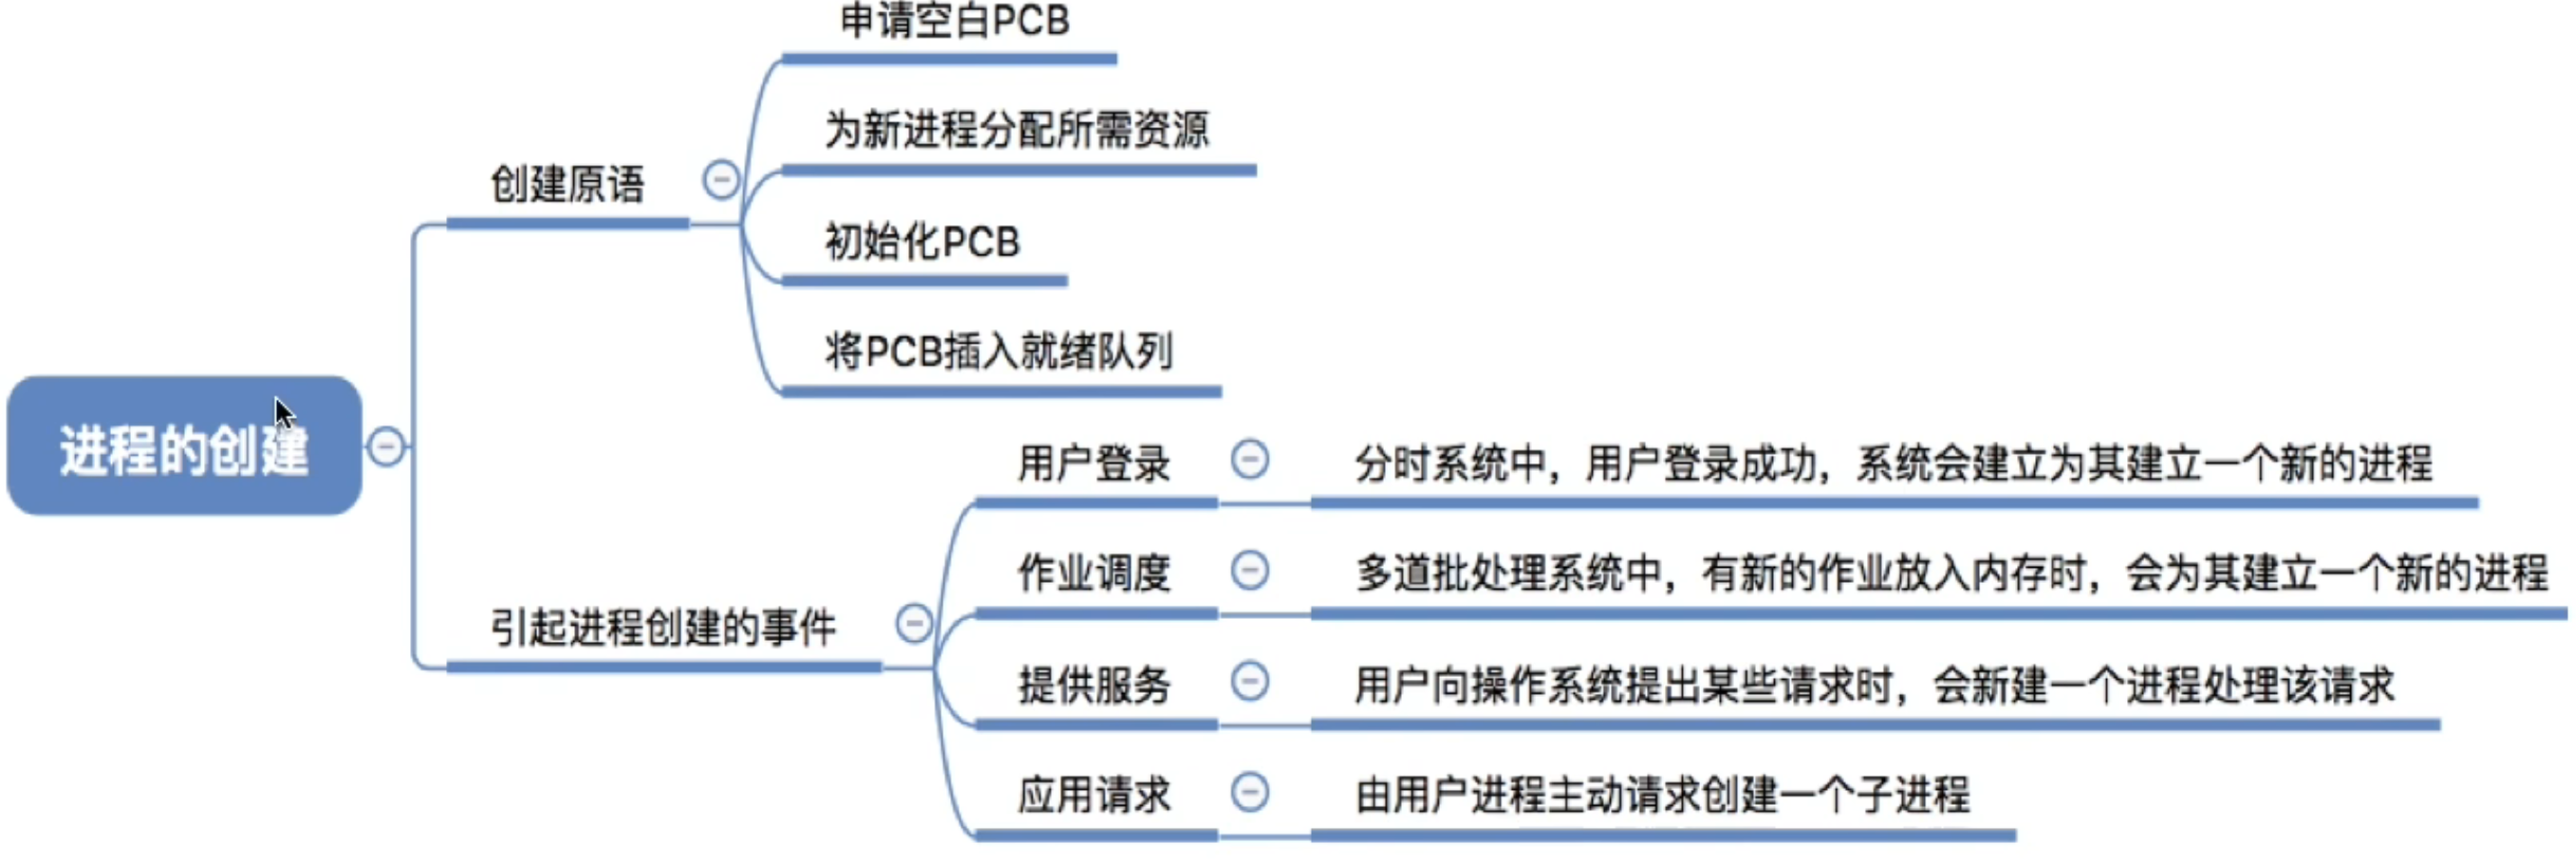 申请空白PCB
为新进程分配所需资源
创建原语
初始化PCB
将PCB插入就绪队列
进程的创建
用户登录
分时系统中，用户登录成功，系统会建立为其建立一个新的进程
作业调度
多道批处理系统中，有新的作业放入内存时，会为其建立一个新的进程
引起进程创建的事件
提供服务
用户向操作系统提出某些请求时，会新建一个进程处理该请求
应用请求
由用户进程主动请求创建一个子进程